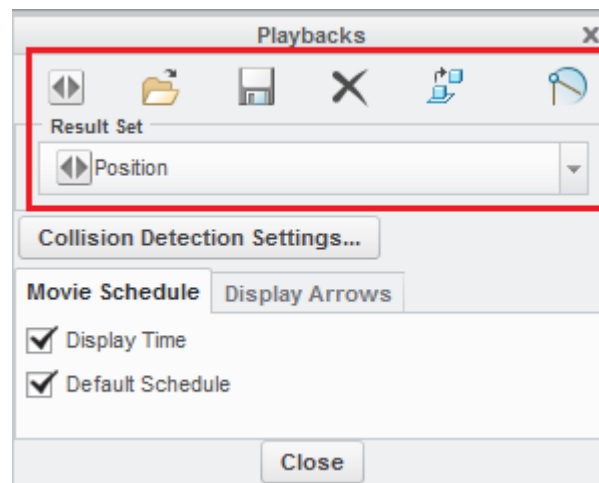 Playbacks
Result Set
Position
Collision Detection Settings...
Movie Schedule Display Arrows
Display Time
Default Schedule
Close